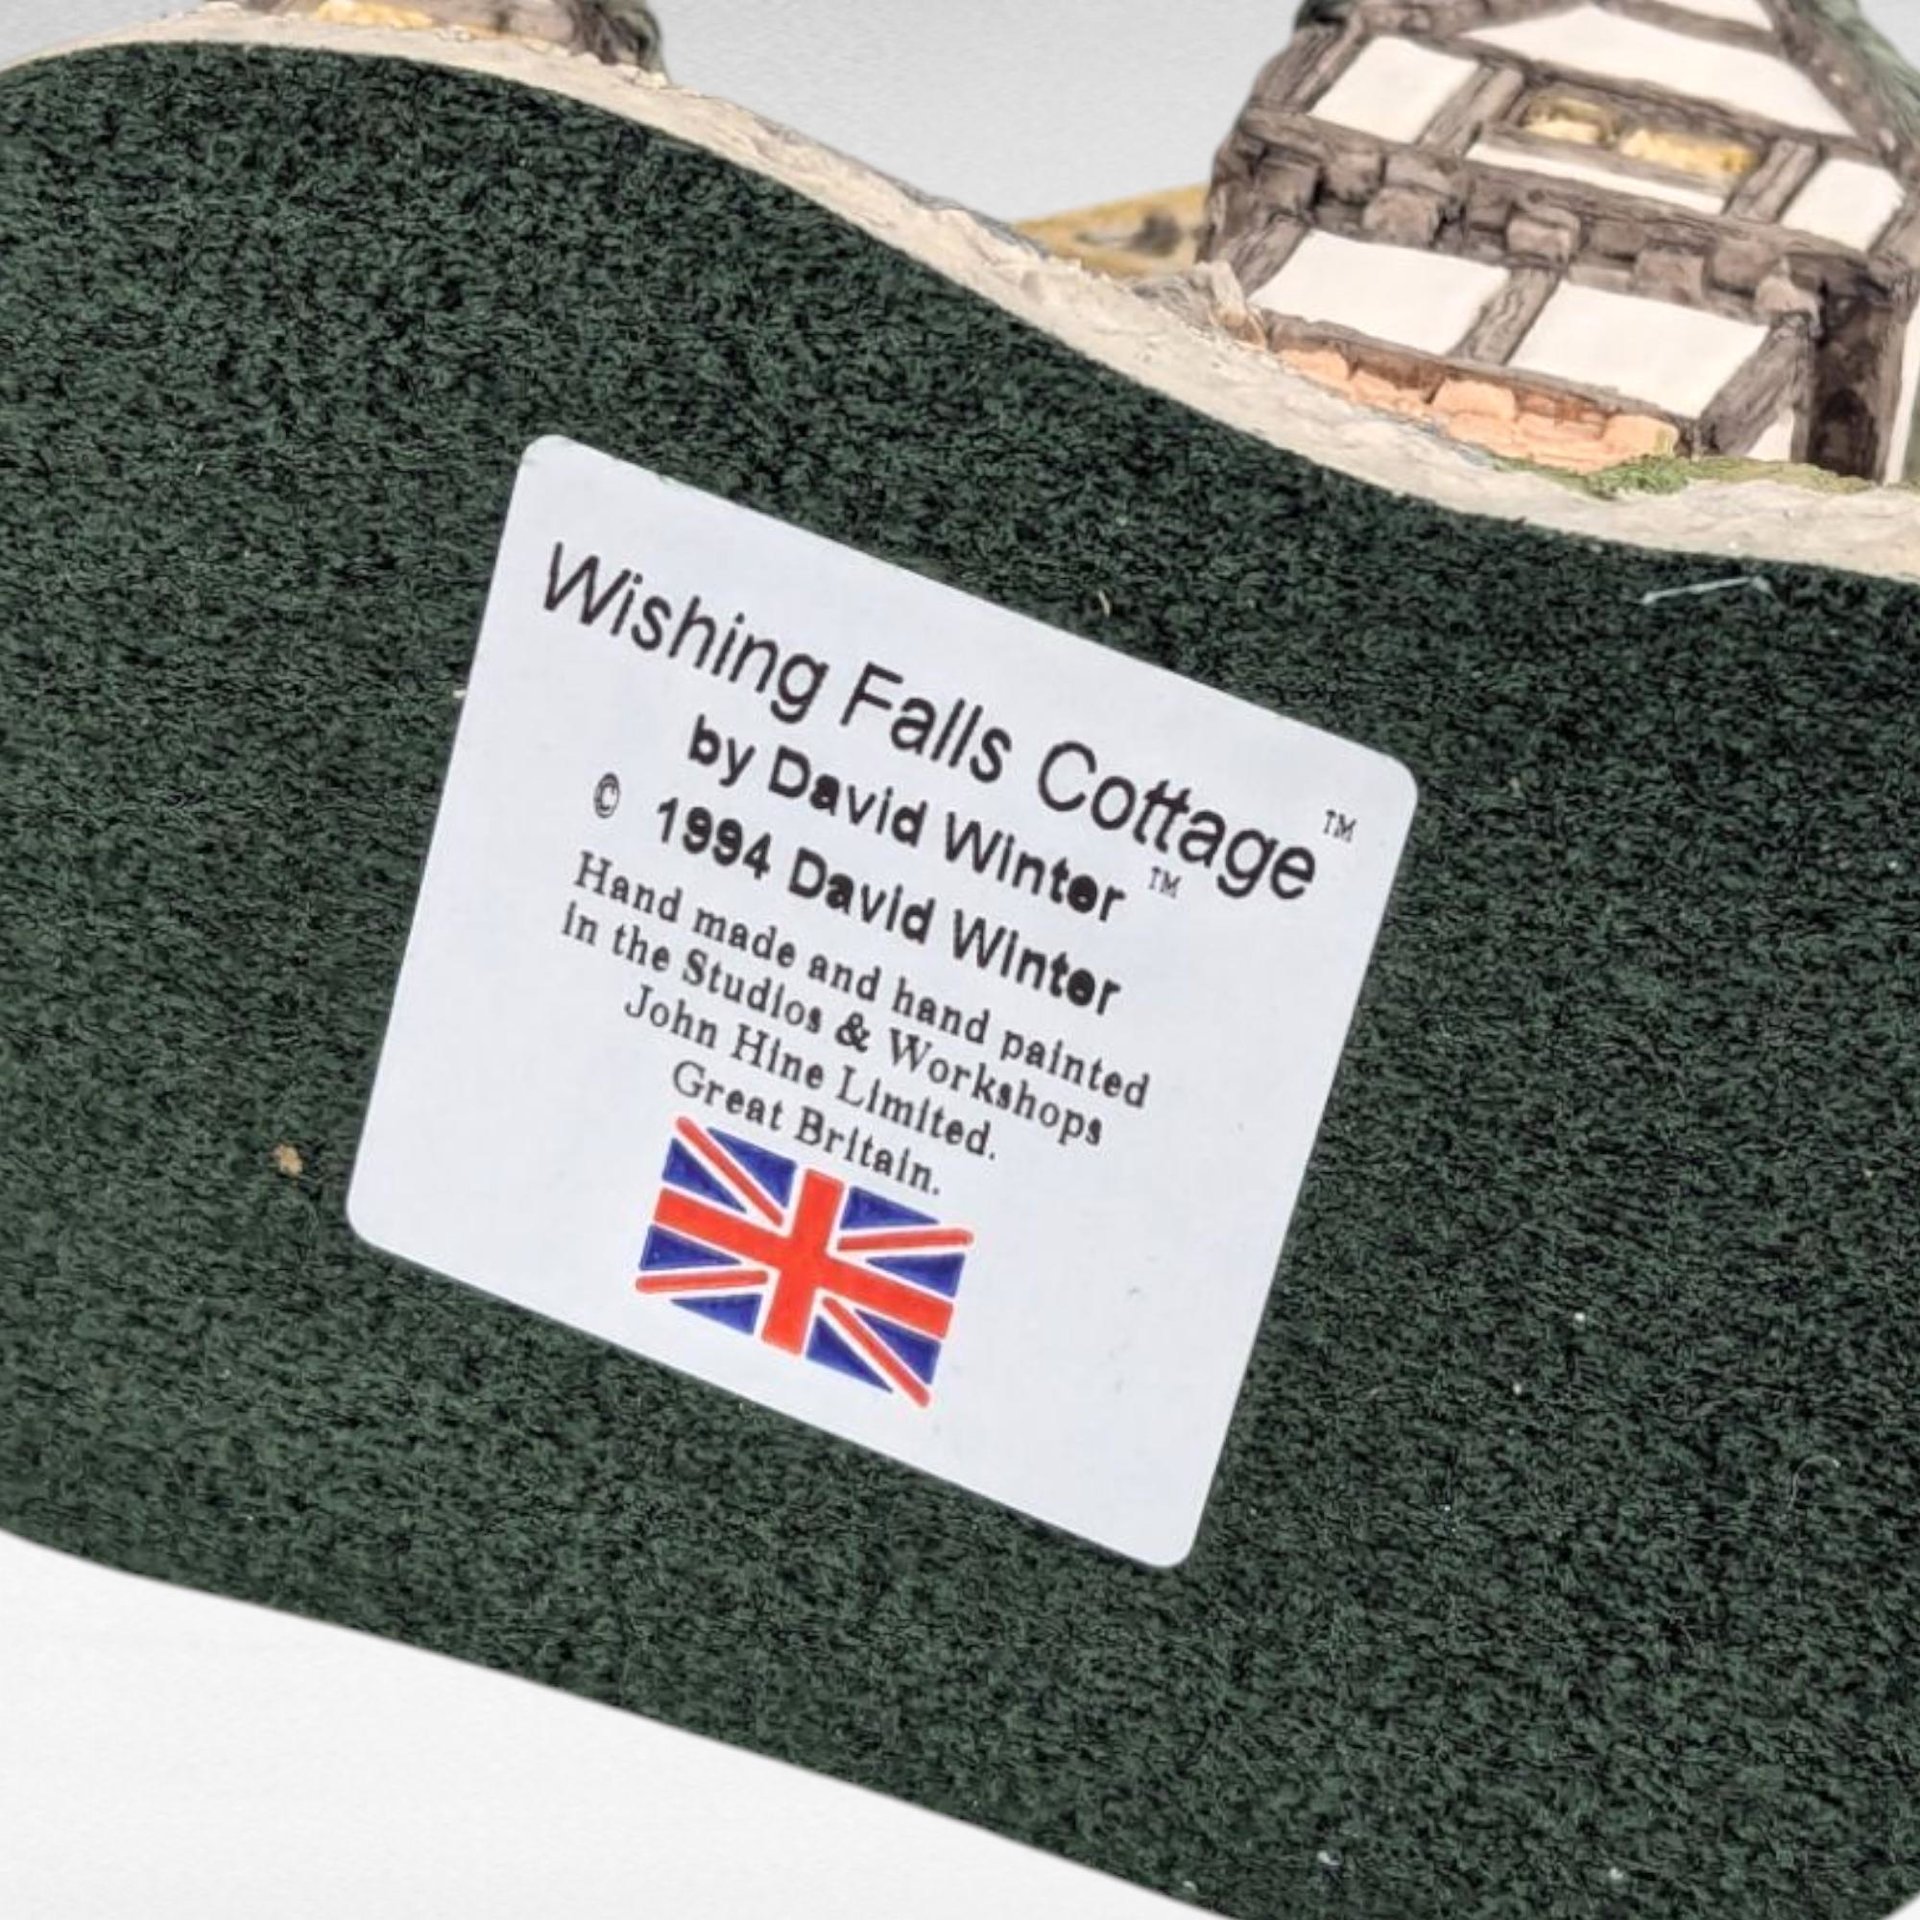 Wishing Falls Cottage™
by David Winter™
© 1994 David Winter
Hand made and hand painted
in the Studios & Workshops
John Hine Limited.
Great Britain.